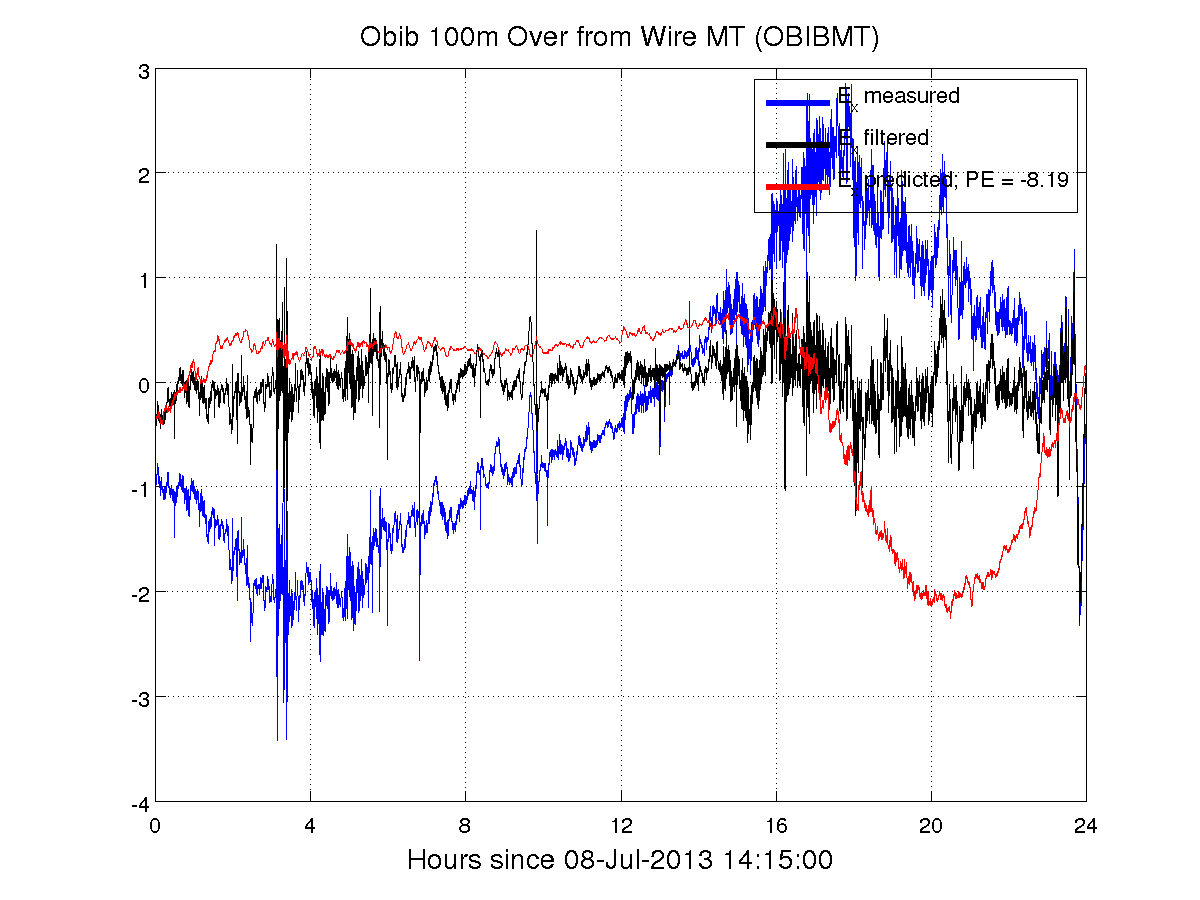 Obib 100m Over from Wire MT (OBIBMT)
3
2
1
0
-1
-2
-3
-4
Ex measured
Ex filtered
Ex predicted; PE = -8.19
0 4 8 12 16 20 24
Hours since 08-Jul-2013 14:15:00